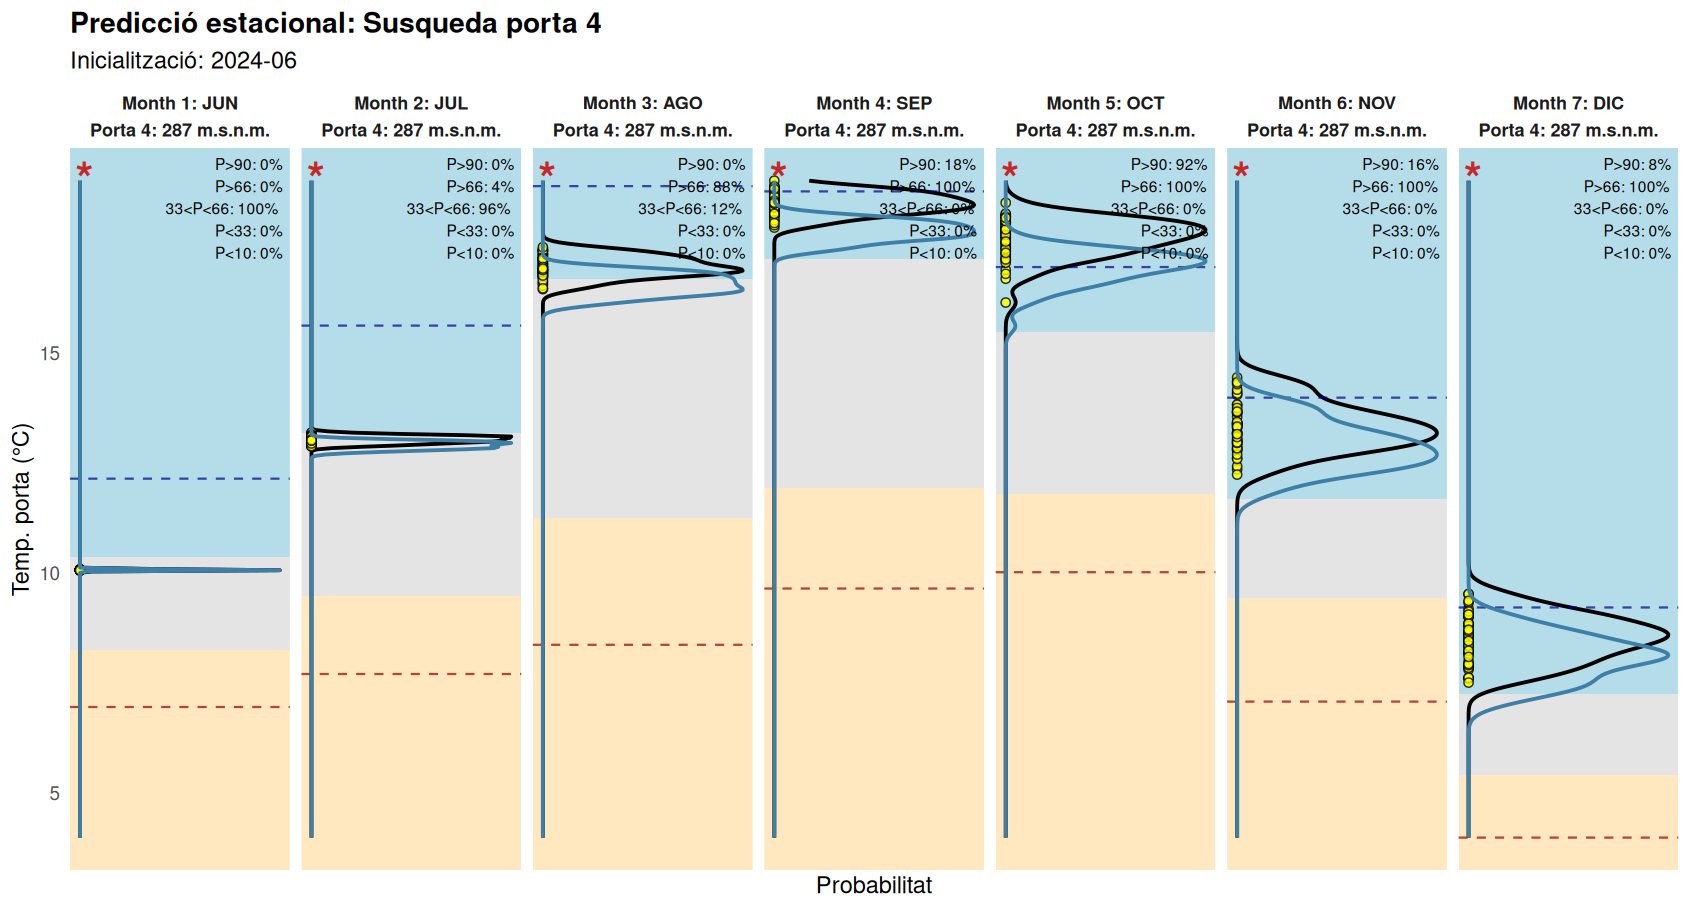 Predicció estacional: Susqueda porta 4
Inicialització: 2024-06
Month 1: JUN
Porta 4: 287 m.s.n.m.
Month 2: JUL
Porta 4: 287 m.s.n.m.
Month 3: AGO
Porta 4: 287 m.s.n.m.
Month 4: SEP
Porta 4: 287 m.s.n.m.
Month 5: OCT
Porta 4: 287 m.s.n.m.
Month 6: NOV
Porta 4: 287 m.s.n.m.
Month 7: DIC
Porta 4: 287 m.s.n.m.
*
P>90: 0%
P>66: 0%
33<P<66: 100%
P<33: 0%
P<10: 0%
*
P>90: 0%
P>66: 4%
33<P<66: 96%
P<33: 0%
P<10: 0%
*
P>90: 0%
P>66: 88%
33<P<66: 12%
P<33: 0%
P<10: 0%
*
P>90: 18%
P>66: 100%
33<P<66: 0%
P<33: 0%
P<10: 0%
*
P>90: 92%
P>66: 100%
33<P<66: 0%
P<33: 0%
P<10: 0%
*
P>90: 16%
P>66: 100%
33<P<66: 0%
P<33: 0%
P<10: 0%
*
P>90: 8%
P>66: 100%
33<P<66: 0%
P<33: 0%
P<10: 0%
15
10
5
Temp. porta (°C)
Probabilitat